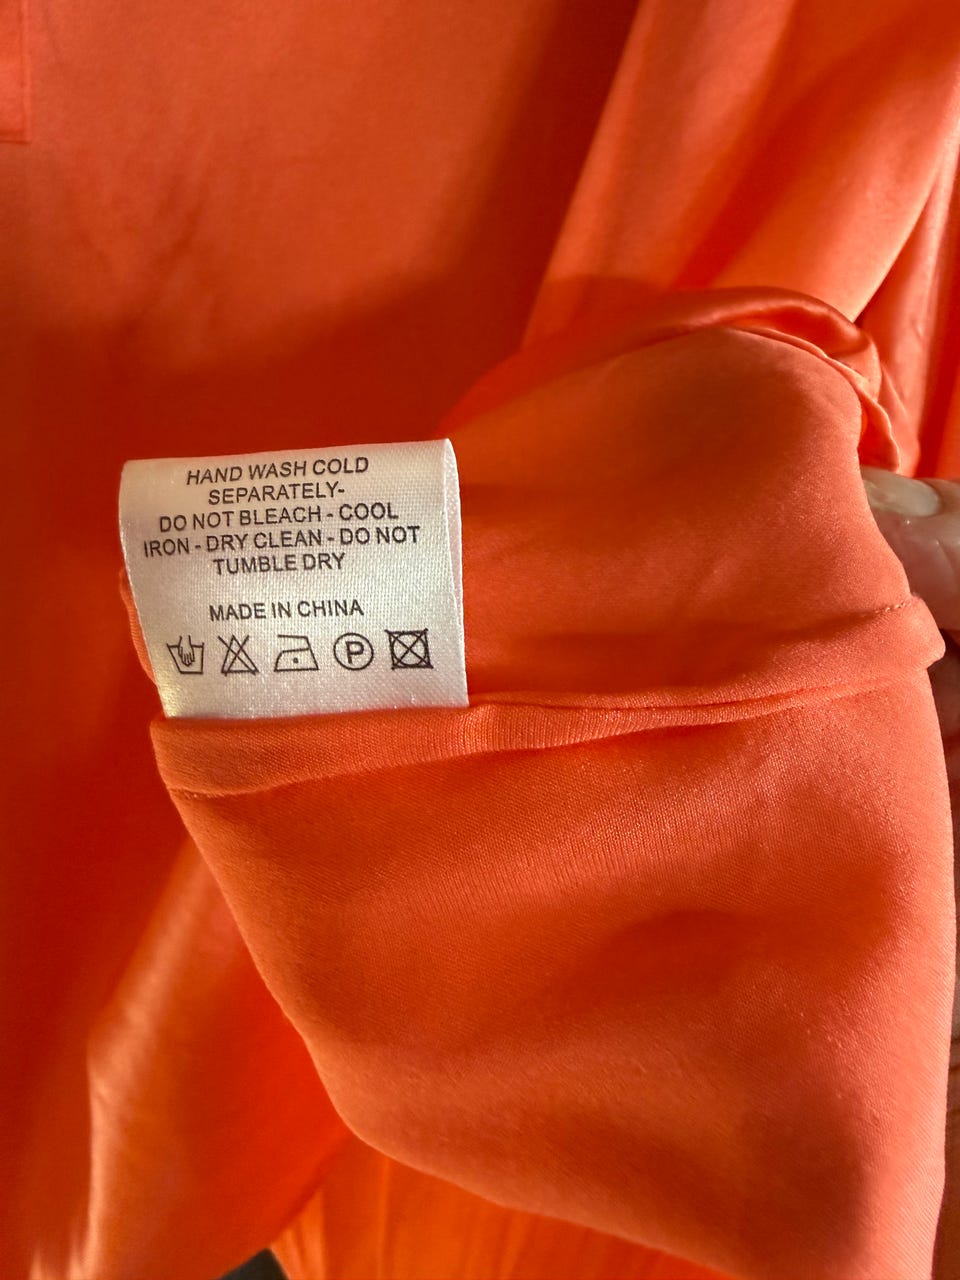 HAND WASH COLD
SEPARATELY-
DO NOT BLEACH - COOL
IRON - DRY CLEAN - DO NOT
TUMBLE DRY
MADE IN CHINA
P